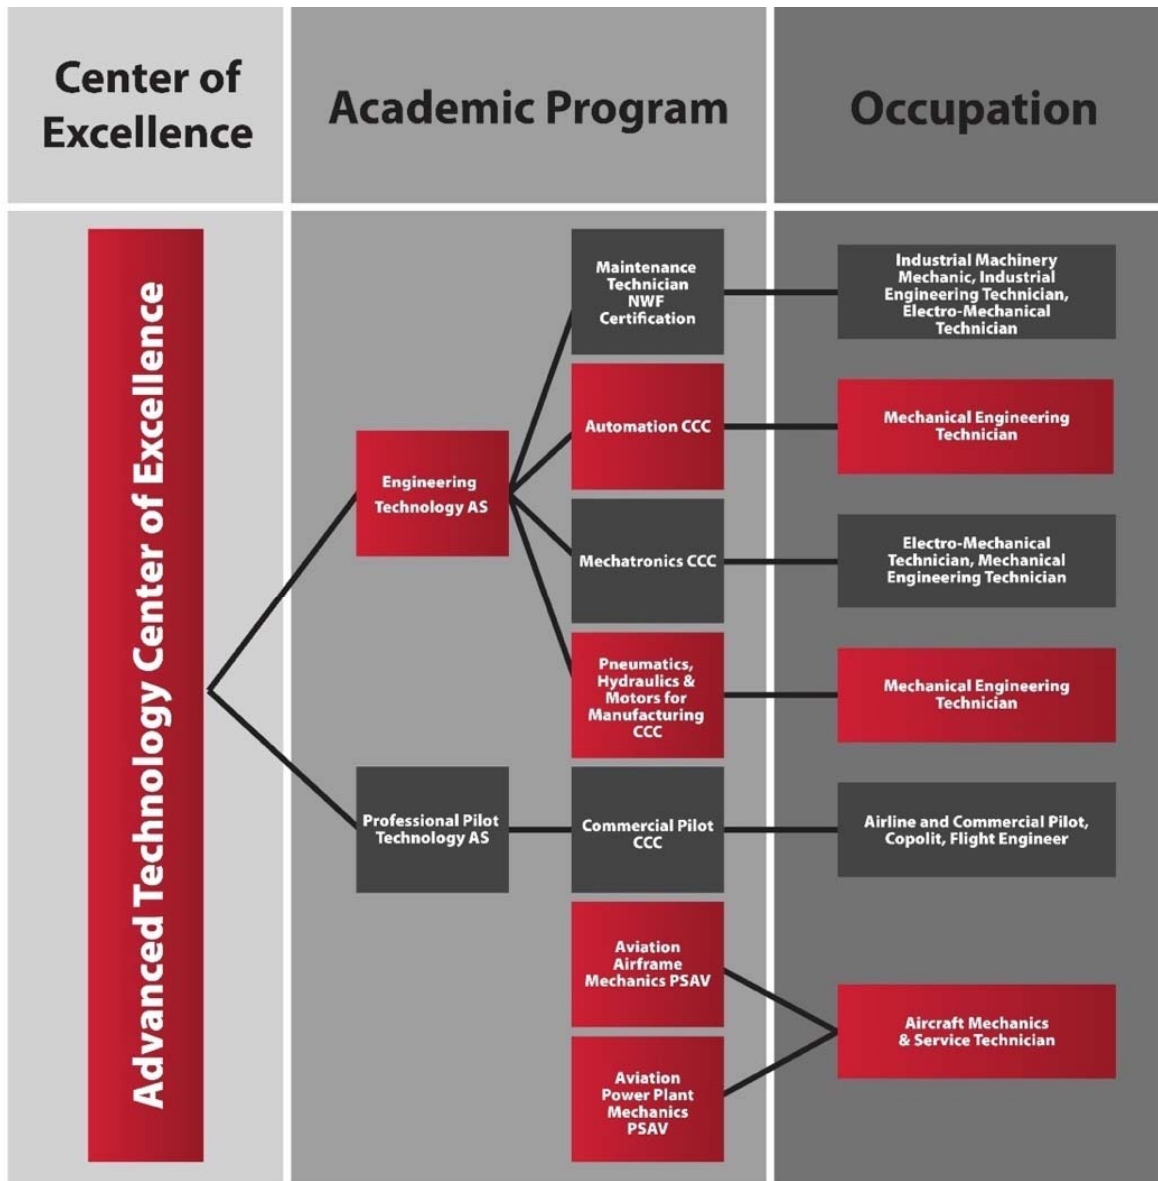 Center of
Excellence
Academic Program
Occupation
Advanced Technology Center of Excellence
Engineering
Technology AS
Professional Pilot
Technology AS
Maintenance
Technician
NWF
Certification
Industrial Machinery
Mechanic, Industrial
Engineering Technician,
Electro-Mechanical
Technician
Automation CCC
Mechanical Engineering
Technician
Mechatronics CCC
Electro-Mechanical
Technician, Mechanical
Engineering Technician
Pneumatics,
Hydraulics &
Motors for
Manufacturing
CCC
Mechanical Engineering
Technician
Commercial Pilot
CCC
Airline and Commercial Pilot,
Copolit, Flight Engineer
Aviation
Airframe
Mechanics PSAV
Aviation
Power Plant
Mechanics
PSAV
Aircraft Mechanics
& Service Technician